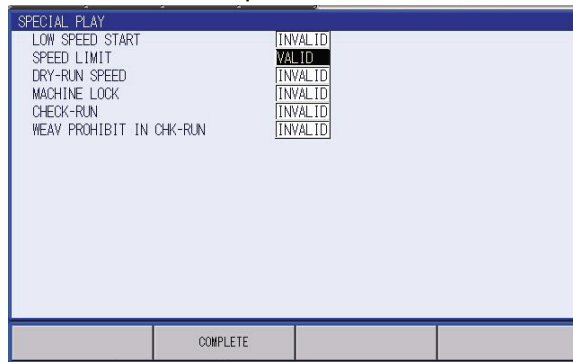 SPECIAL PLAY
LOW SPEED START INVALID
SPEED LIMIT VALID
DRY-RUN SPEED INVALID
MACHINE LOCK INVALID
CHECK-RUN INVALID
WEAV PROHIBIT IN CHK-RUN INVALID
COMPLETE